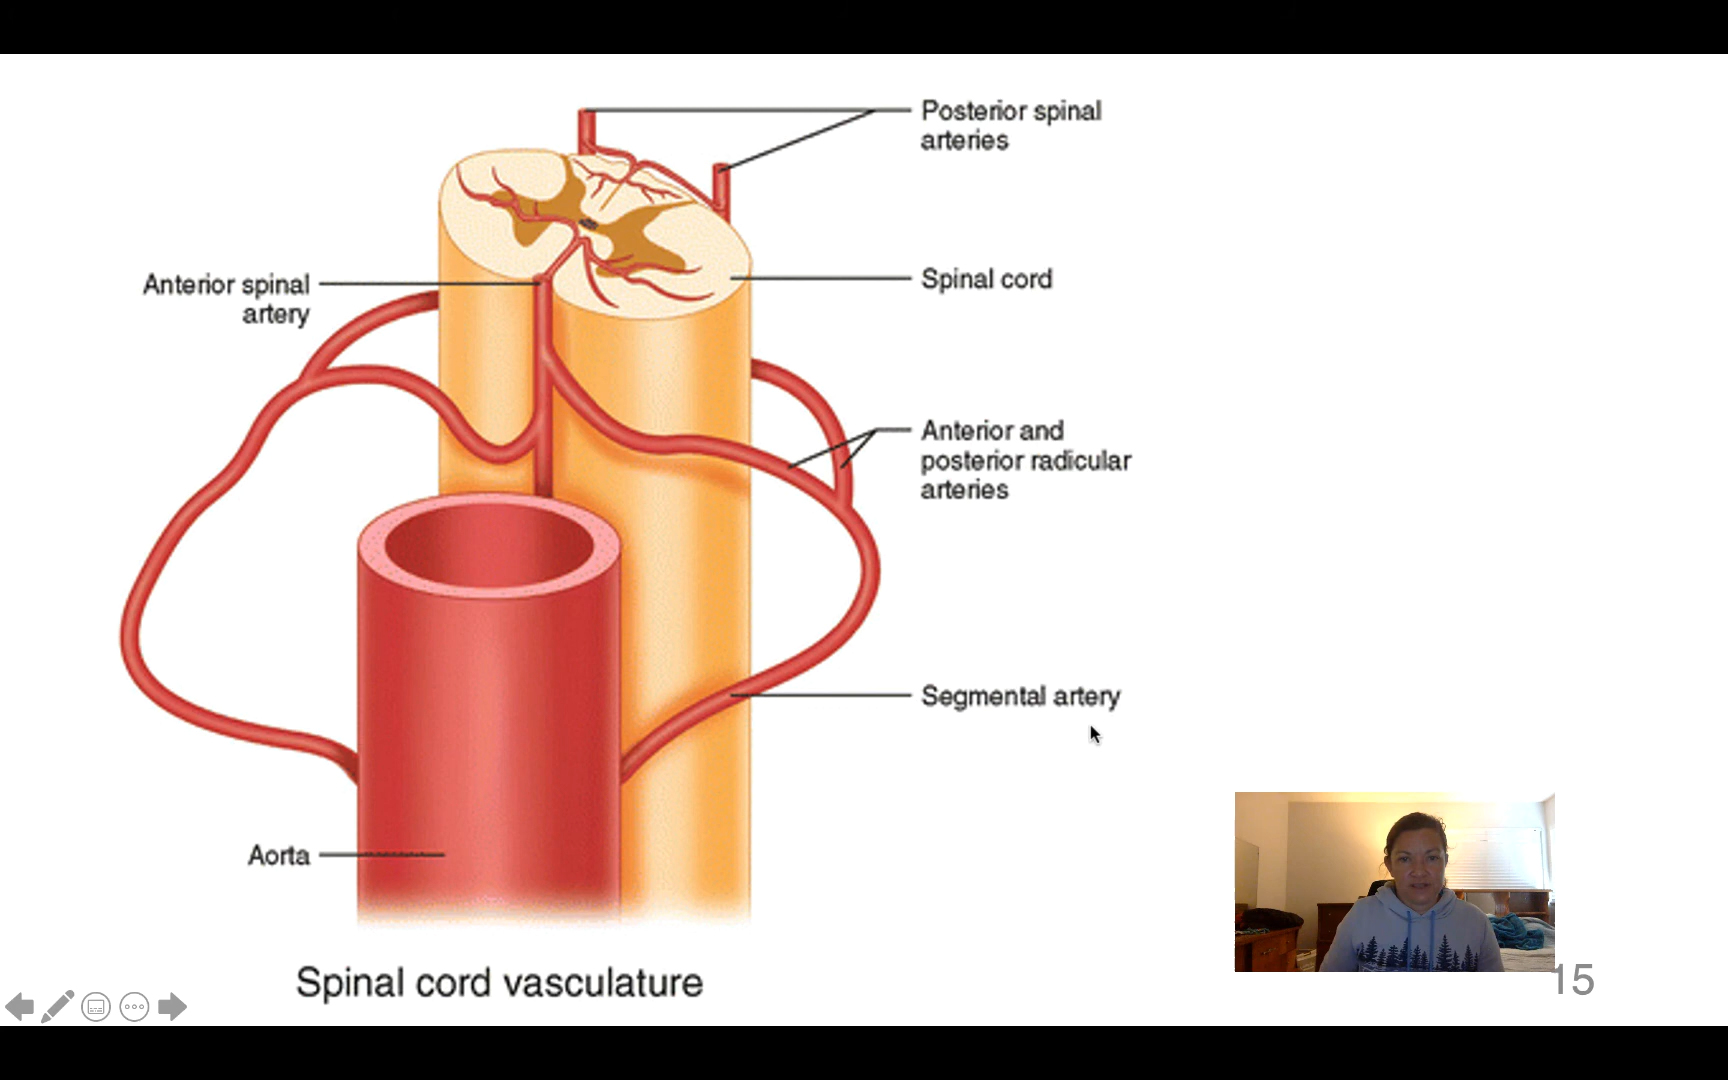 Posterior spinal
arteries
Anterior spinal
artery
Spinal cord
Anterior and
posterior radicular
arteries
Segmental artery
Aorta
Spinal cord vasculature
15